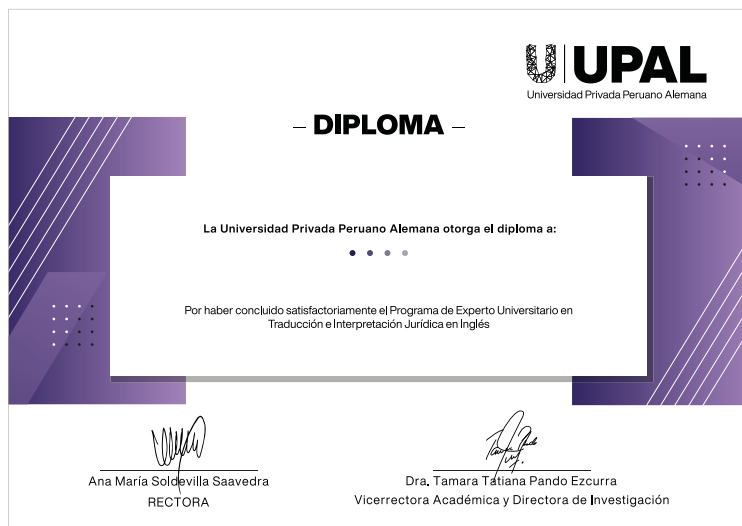 UPAL
Universidad Privada Peruano Alemana
– DIPLOMA –
La Universidad Privada Peruano Alemana otorga el diploma a:
Por haber concluido satisfactoriamente el Programa de Experto Universitario en
Traducción e Interpretación Jurídica en Inglés
Ana María Soldevilla Saavedra
RECTORA
Dra. Tamara Tatiana Pando Ezcurra
Vicerrectora Académica y Directora de Investigación